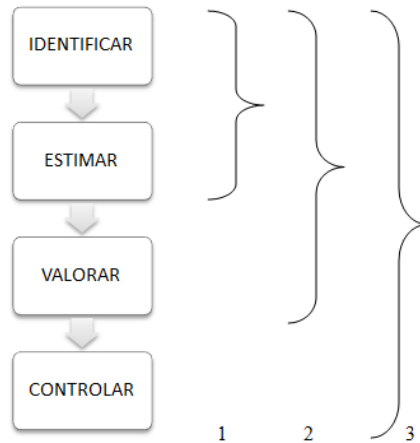 IDENTIFICAR
ESTIMAR
VALORAR
CONTROLAR
1 2 3